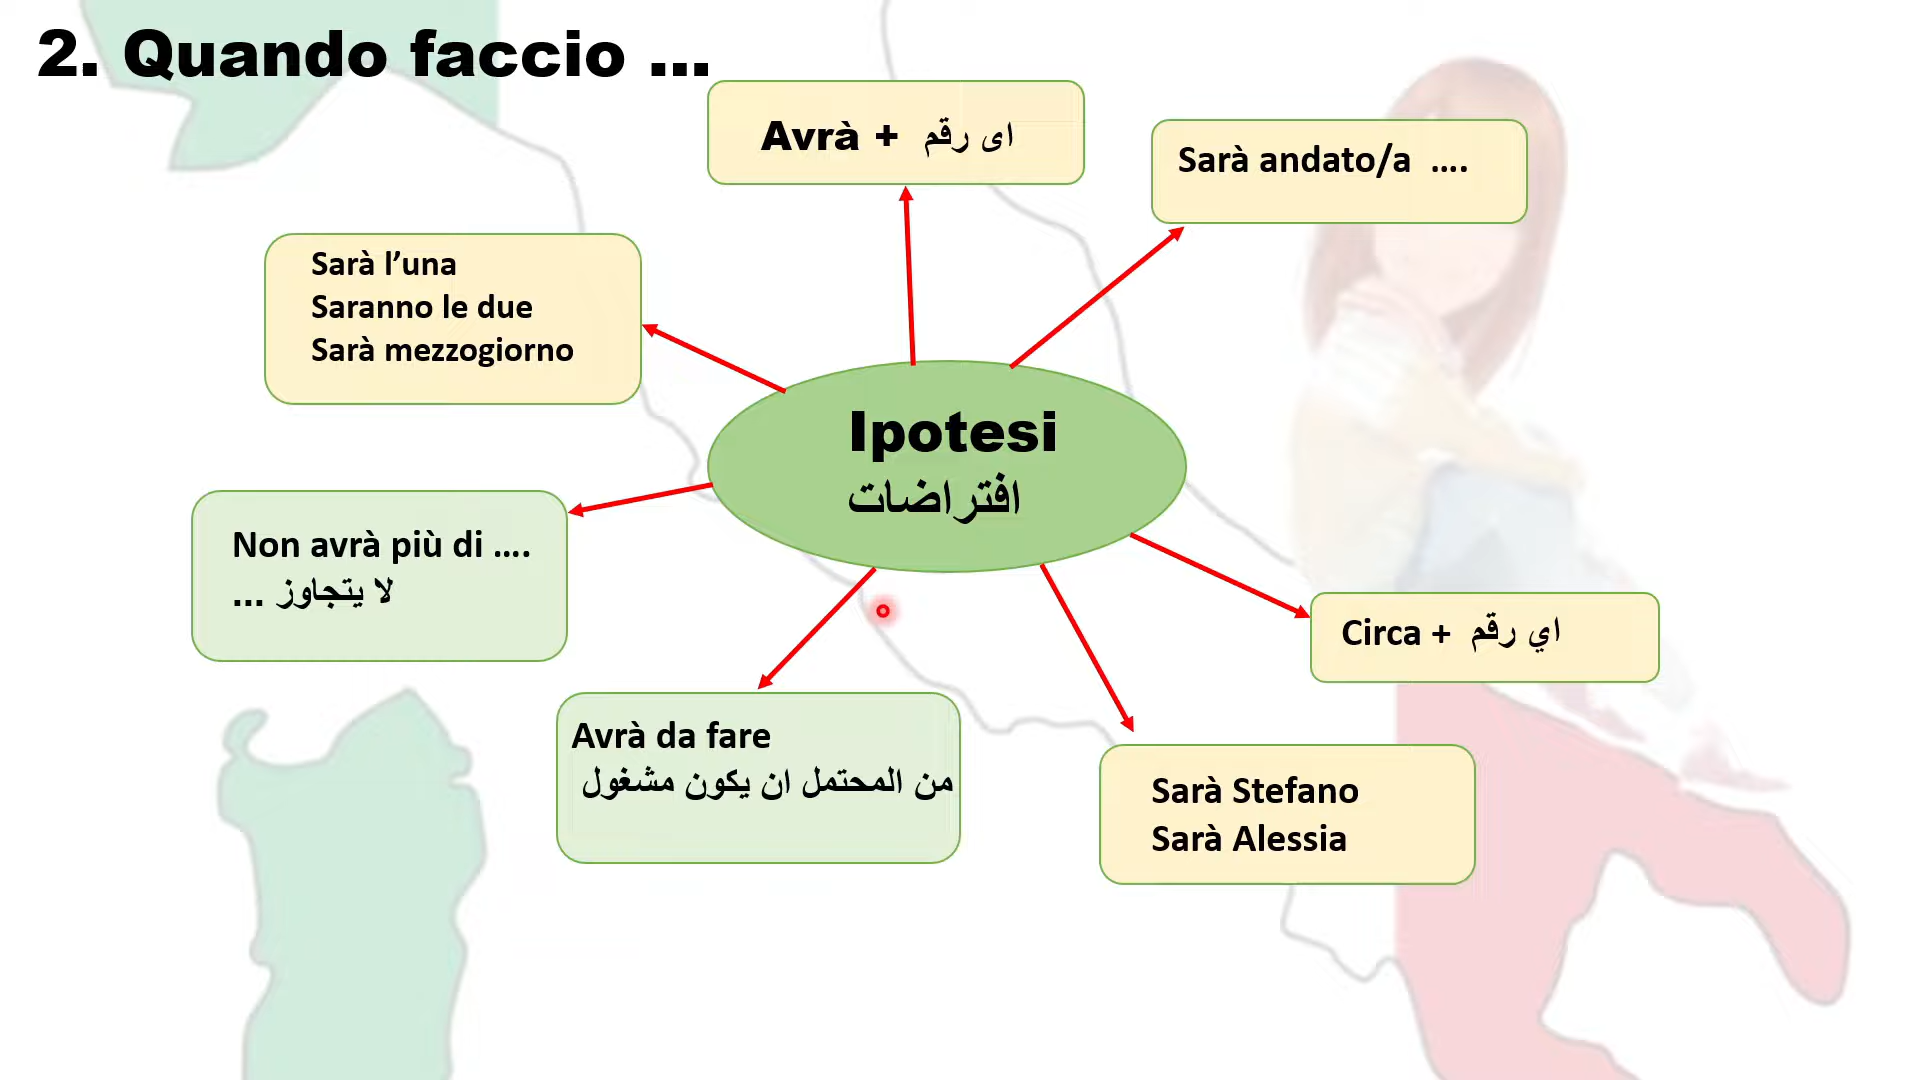 2. Quando faccio ...
Avrà + اى رقم
Sarà andato/a ....
Sarà l’una
Saranno le due
Sarà mezzogiorno
Ipotesi
افتراضات
Non avrà più di ....
لا يتجاوز ...
Circa + اي رقم
Avrà da fare
من المحتمل ان يكون مشغول
Sarà Stefano
Sarà Alessia